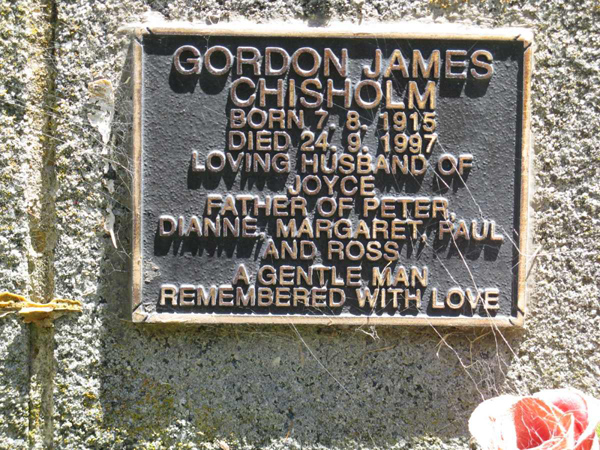 GORDON JAMES
CHISHOLM
BORN 7. 8. 1915
DIED 24. 9. 1997
LOVING HUSBAND OF
JOYCE
FATHER OF PETER,
DIANNE, MARGARET, PAUL
AND ROSS
A GENTLE MAN
REMEMBERED WITH LOVE